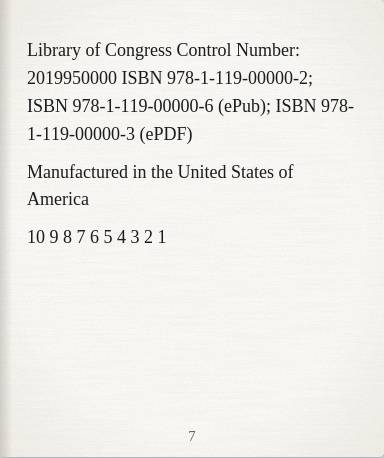 Library of Congress Control Number:
2019950000 ISBN 978-1-119-00000-2;
ISBN 978-1-119-00000-6 (ePub); ISBN 978-
1-119-00000-3 (ePDF)
Manufactured in the United States of
America
10 9 8 7 6 5 4 3 2 1
7